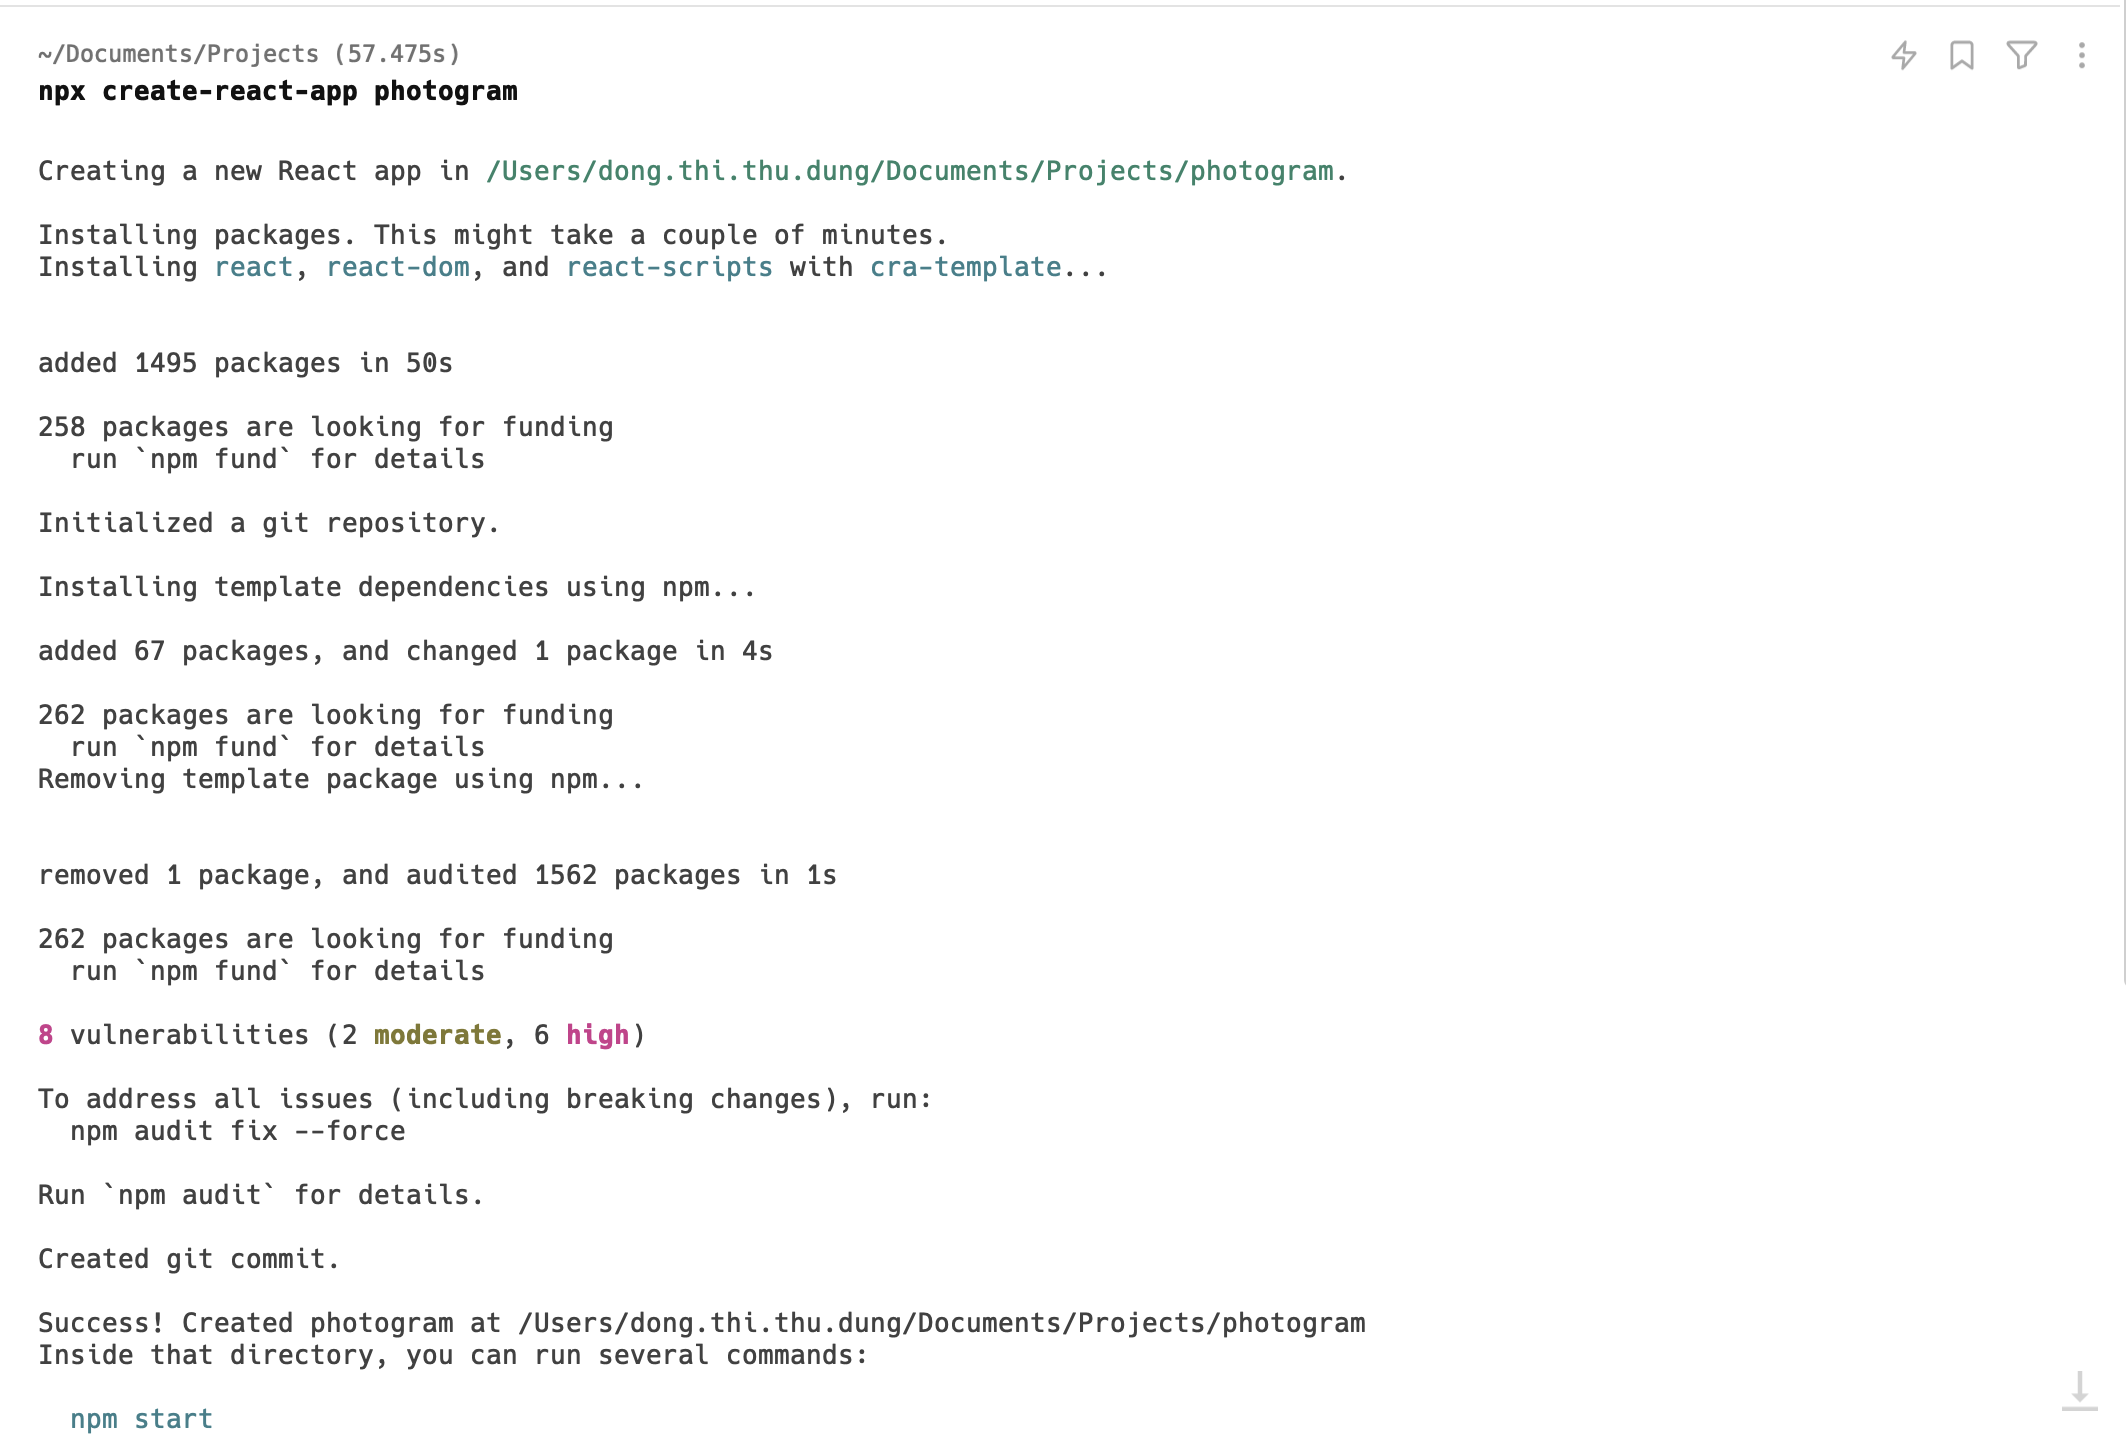 ~/Documents/Projects (57.475s)
npx create-react-app photogram
Creating a new React app in /Users/dong.thi.thu.dung/Documents/Projects/photogram.
Installing packages. This might take a couple of minutes.
Installing react, react-dom, and react-scripts with cra-template...
added 1495 packages in 50s
258 packages are looking for funding
  run `npm fund` for details
Initialized a git repository.
Installing template dependencies using npm...
added 67 packages, and changed 1 package in 4s
262 packages are looking for funding
  run `npm fund` for details
Removing template package using npm...
removed 1 package, and audited 1562 packages in 1s
262 packages are looking for funding
  run `npm fund` for details
8 vulnerabilities (2 moderate, 6 high)
To address all issues (including breaking changes), run:
  npm audit fix --force
Run `npm audit` for details.
Created git commit.
Success! Created photogram at /Users/dong.thi.thu.dung/Documents/Projects/photogram
Inside that directory, you can run several commands:
  npm start